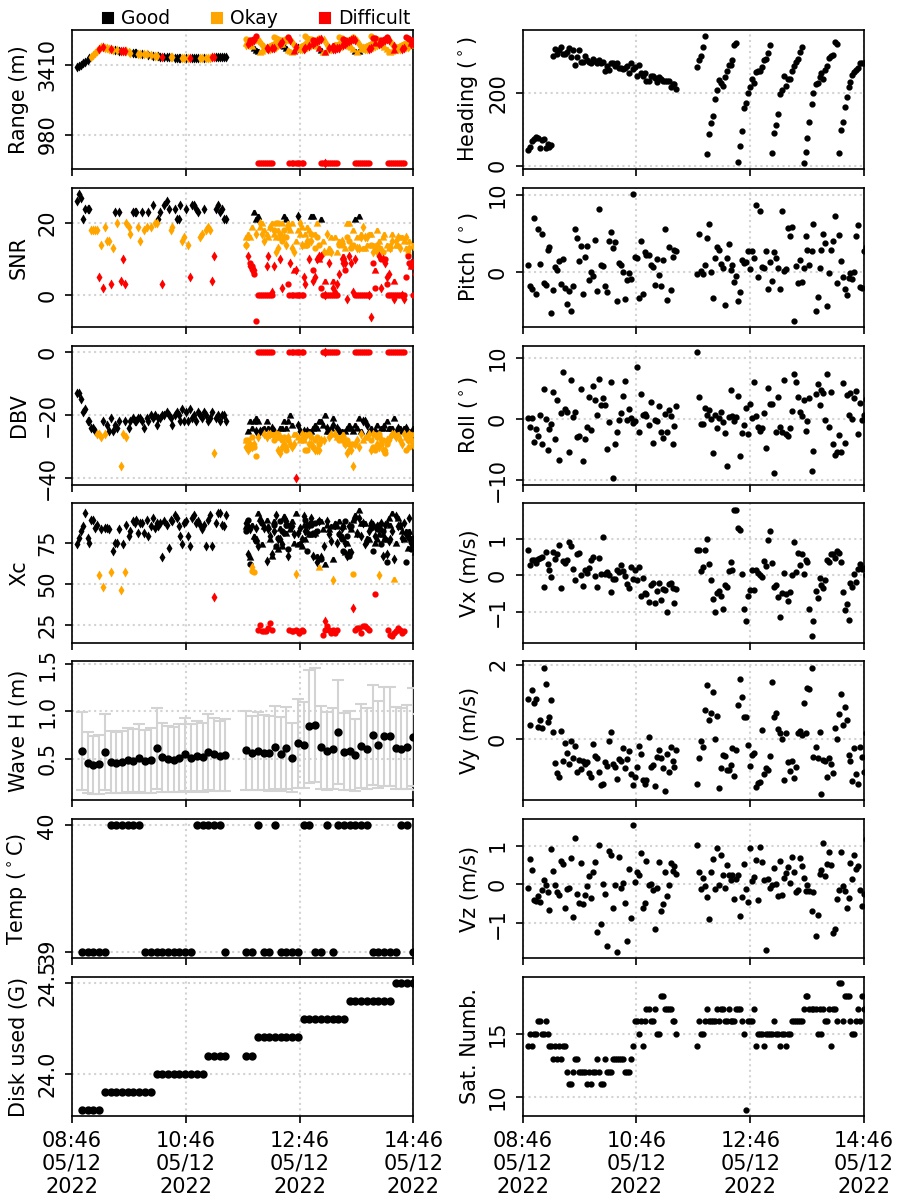 Good Okay Difficult
Range (m)
3410
980
Heading (°)
200
0
SNR
20
0
Pitch (°)
10
0
DBV
0
−20
−40
Roll (°)
10
0
−10
Xc
75
50
25
Vx (m/s)
1
0
−1
Wave H (m)
1.5
1.0
0.5
Vy (m/s)
2
0
Temp (°C)
40
39
Vz (m/s)
1
0
−1
Disk used (G)
24.5
24.0
Sat. Numb.
15
10
08:46 10:46 12:46 14:46 08:46 10:46 12:46 14:46
05/12 05/12 05/12 05/12 05/12 05/12 05/12 05/12
2022 2022 2022 2022 2022 2022 2022 2022